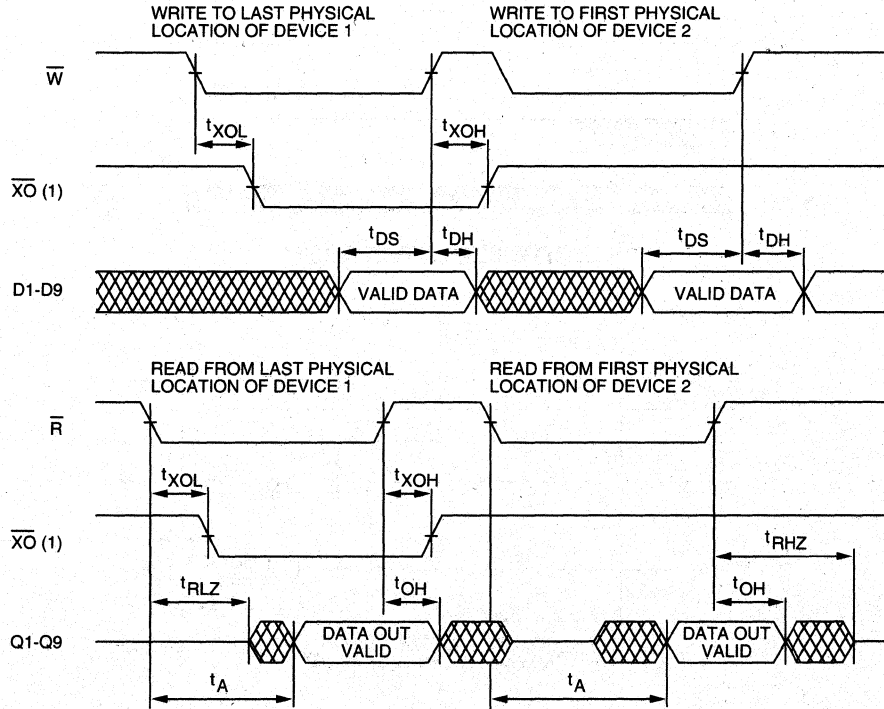 WRITE TO LAST PHYSICAL
LOCATION OF DEVICE 1
WRITE TO FIRST PHYSICAL
LOCATION OF DEVICE 2
W̅
tXOL
tXOH
X̅O̅ (1)
tDS
tDH
tDS
tDH
D1-D9
VALID DATA
VALID DATA
READ FROM LAST PHYSICAL
LOCATION OF DEVICE 1
READ FROM FIRST PHYSICAL
LOCATION OF DEVICE 2
R̅
tXOL
tXOH
X̅O̅ (1)
tRHZ
tRLZ
tOH
tOH
Q1-Q9
DATA OUT
VALID
DATA OUT
VALID
tA
tA